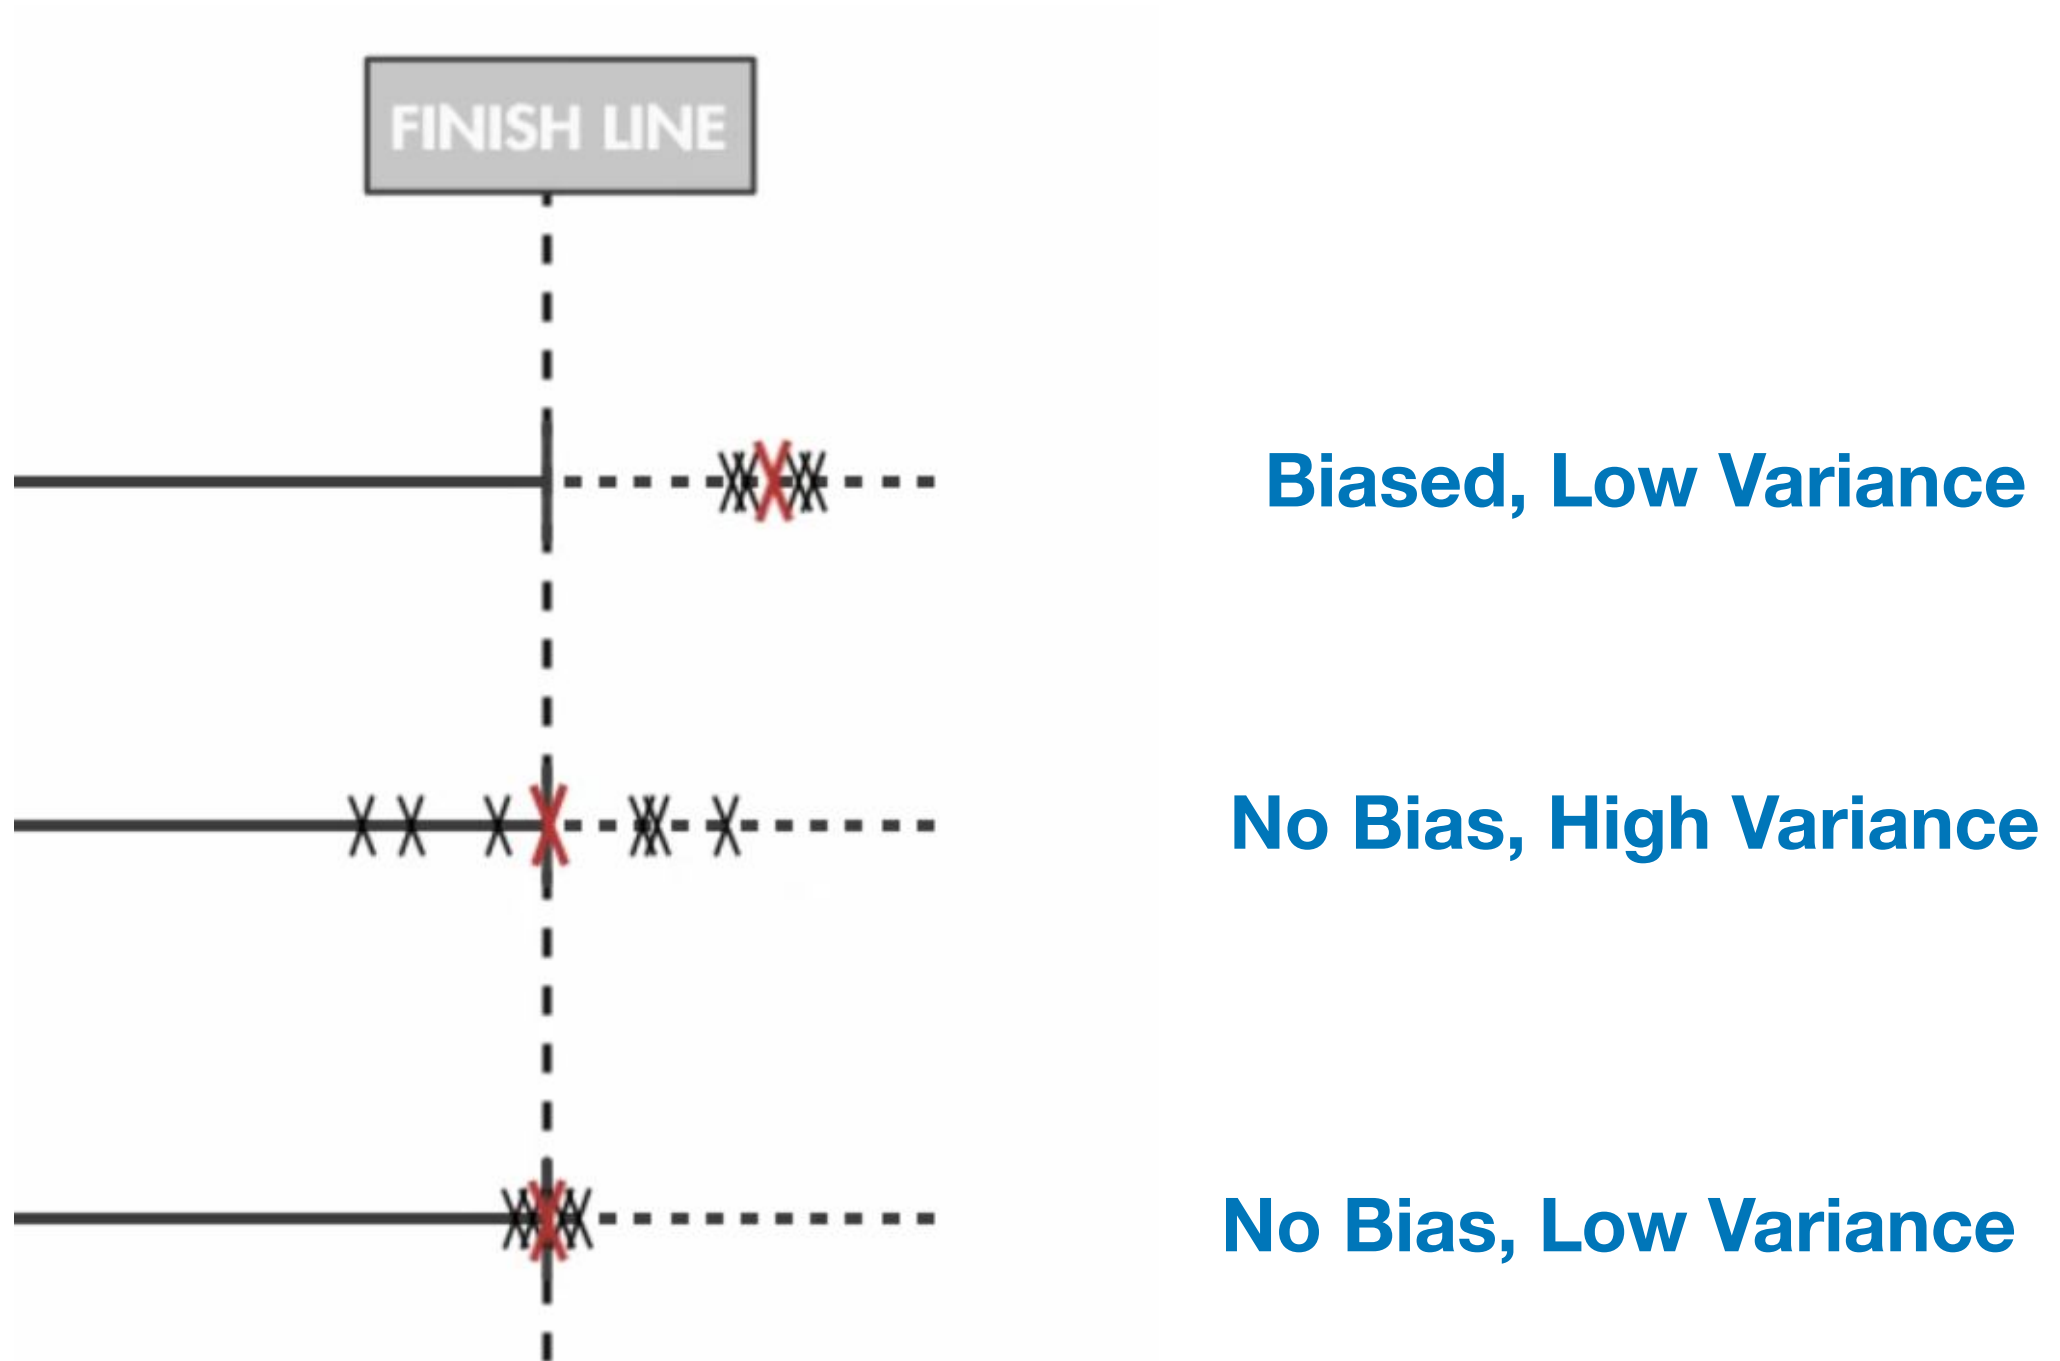 FINISH LINE
Biased, Low Variance
No Bias, High Variance
No Bias, Low Variance